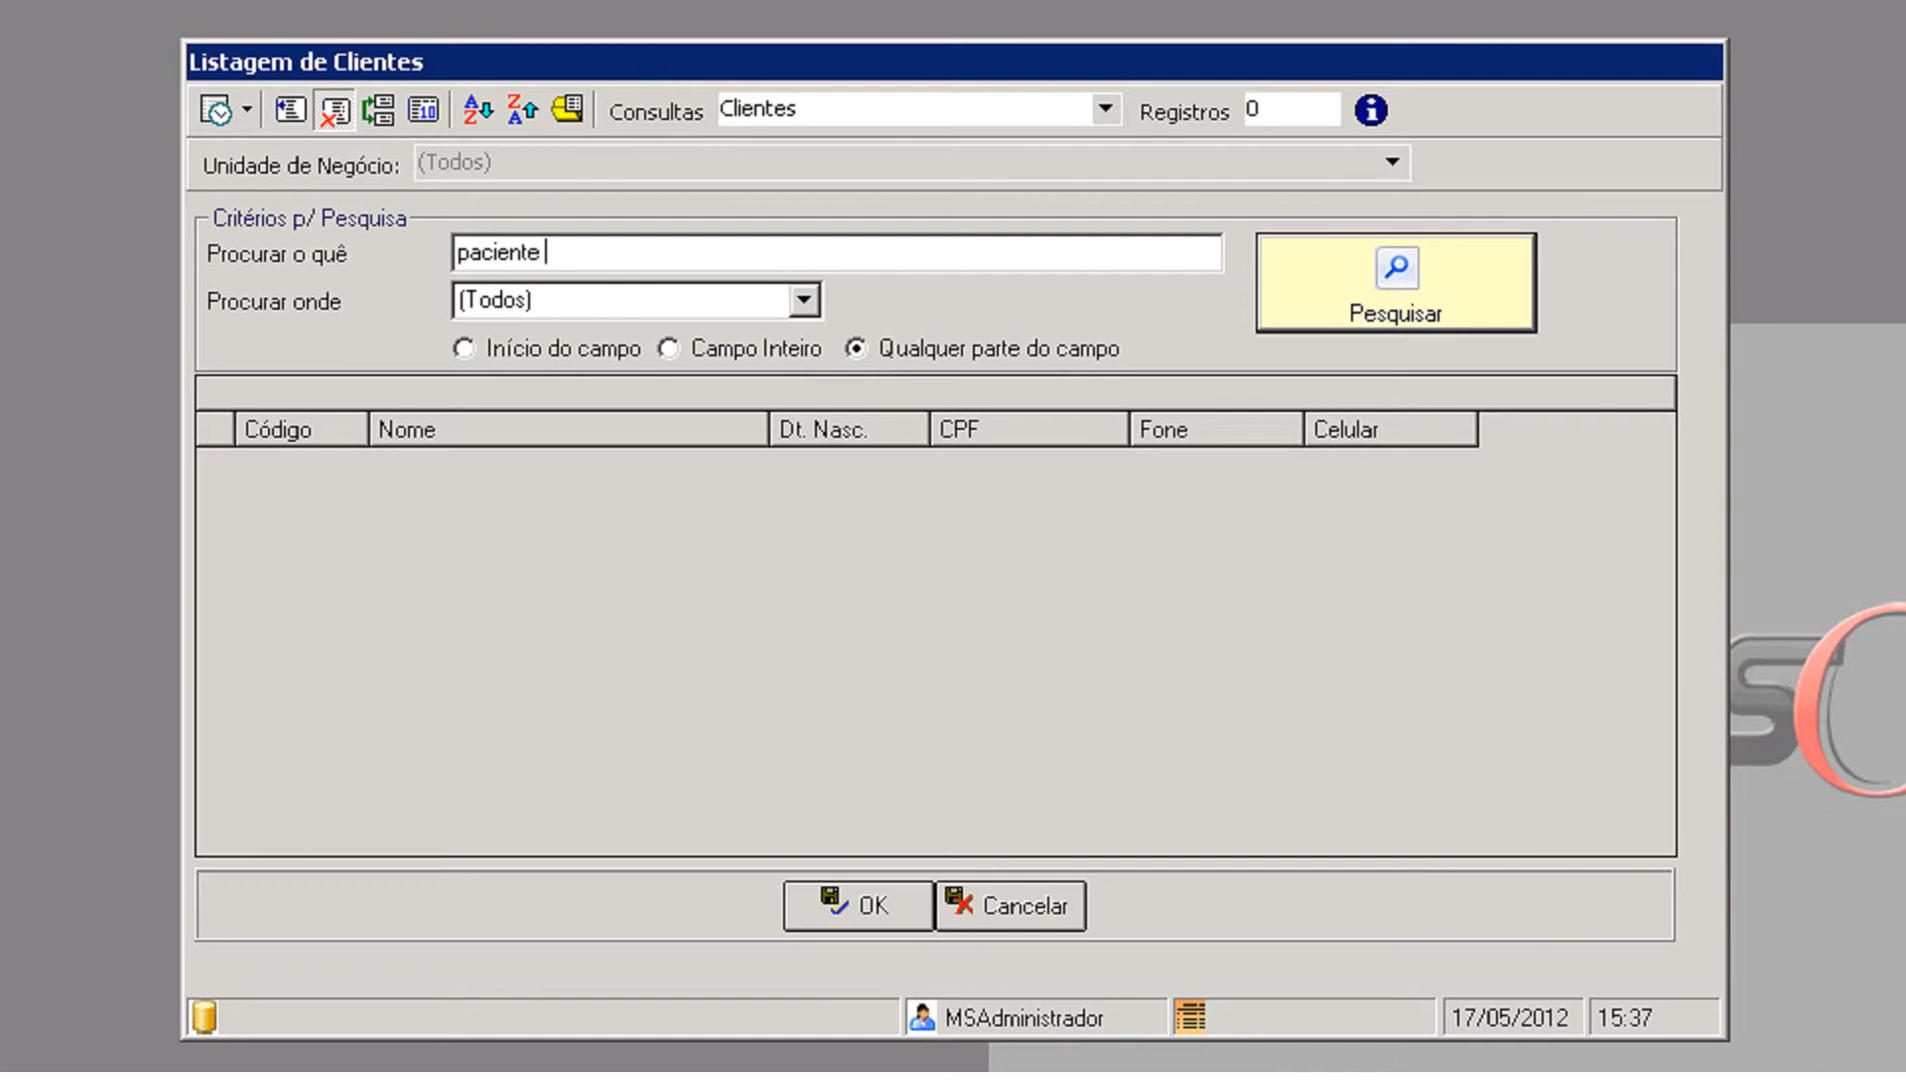 Listagem de Clientes
Consultas Clientes Registros 0
Unidade de Negócio: (Todos)
Critérios p/ Pesquisa
Procurar o quê paciente
Procurar onde (Todos)
Pesquisar
Início do campo Campo Inteiro Qualquer parte do campo
Código Nome Dt. Nasc. CPF Fone Celular
OK Cancelar
MSAdministrador 17/05/2012 15:37